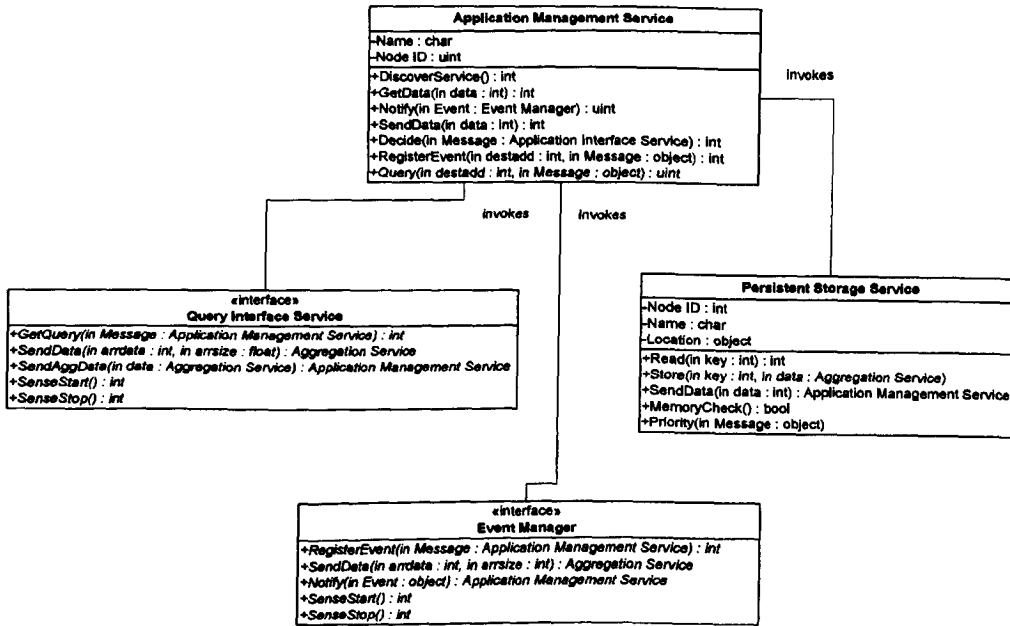 Application Management Service
-Name : char
-Node ID : uint
+DiscoverService() : int
+GetData(in data : int) : int
+Notify(in Event : Event Manager) : uint
+SendData(in data : int) : int
+Decide(in Message : Application Interface Service) : int
+RegisterEvent(in destadd : int, in Message : object) : int
+Query(in destadd : int, in Message : object) : uint
invokes
invokes
invokes
«interface»
Query Interface Service
+GetQuery(in Message : Application Management Service) : int
+SendData(in arrdata : int, in arrsize : float) : Aggregation Service
+SendAggData(in data : Aggregation Service) : Application Management Service
+SenseStart() : int
+SenseStop() : int
Persistent Storage Service
-Node ID : int
-Name : char
-Location : object
+Read(in key : int) : int
+Store(in key : int, in data : Aggregation Service)
+SendData(in data : int) : Application Management Service
+MemoryCheck() : bool
+Priority(in Message : object)
«interface»
Event Manager
+RegisterEvent(in Message : Application Management Service) : int
+SendData(in arrdata : int, in arrsize : int) : Aggregation Service
+Notify(in Event : object) : Application Management Service
+SenseStart() : int
+SenseStop() : int